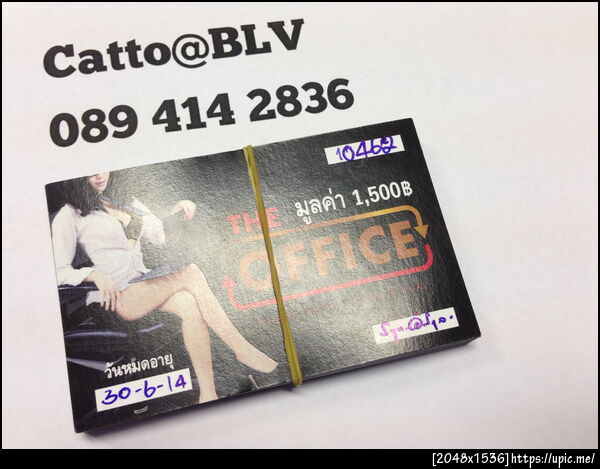 Catto@BLV
089 414 2836
10462
มูลค่า 1,500฿
THE
OFFICE
วันหมดอายุ
30-6-14
[2048x1536]https://upic.me/